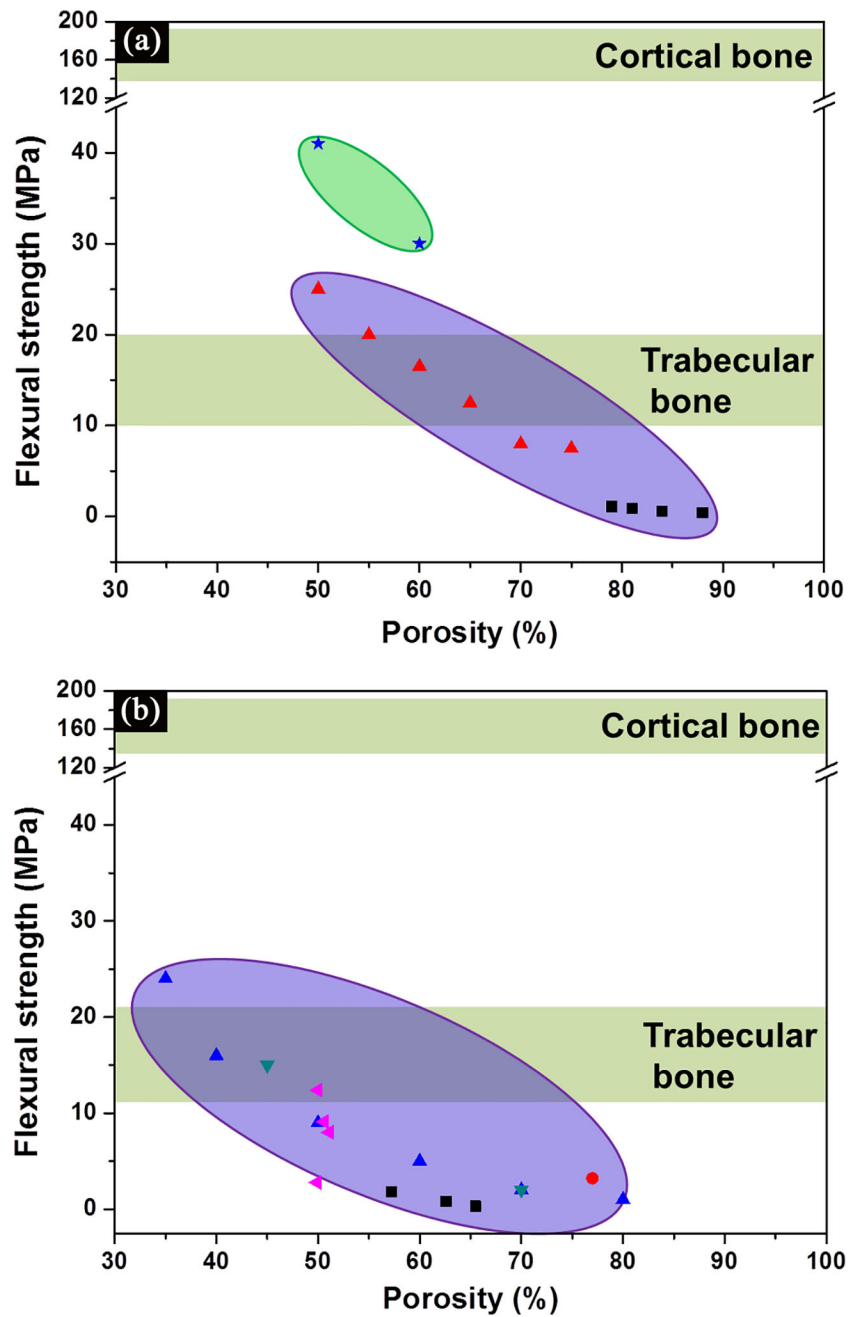 (a)
200
160
120
40
30
20
10
0
Flexural strength (MPa)
Cortical bone
Trabecular
bone
30 40 50 60 70 80 90 100
Porosity (%)
(b)
200
160
120
40
30
20
10
0
Flexural strength (MPa)
Cortical bone
Trabecular
bone
30 40 50 60 70 80 90 100
Porosity (%)